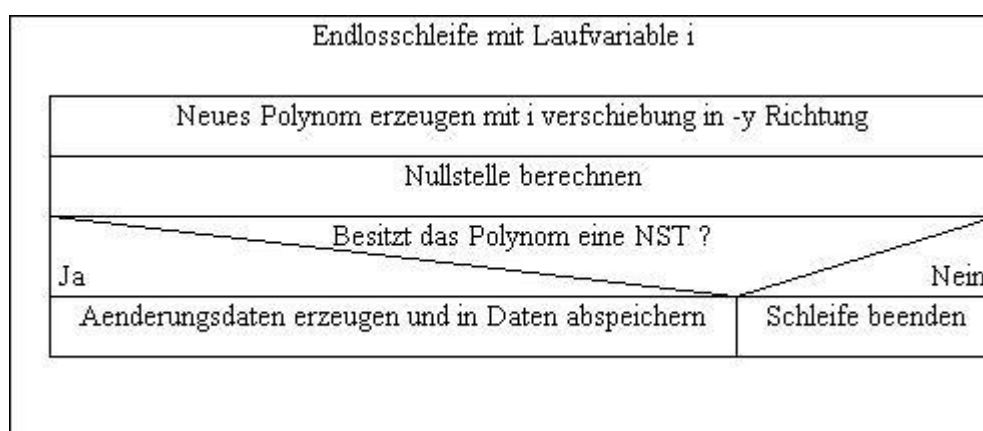 Endlosschleife mit Laufvariable i
Neues Polynom erzeugen mit i verschiebung in -y Richtung
Nullstelle berechnen
Besitzt das Polynom eine NST ?
Ja
Nein
Aenderungsdaten erzeugen und in Daten abspeichern
Schleife beenden